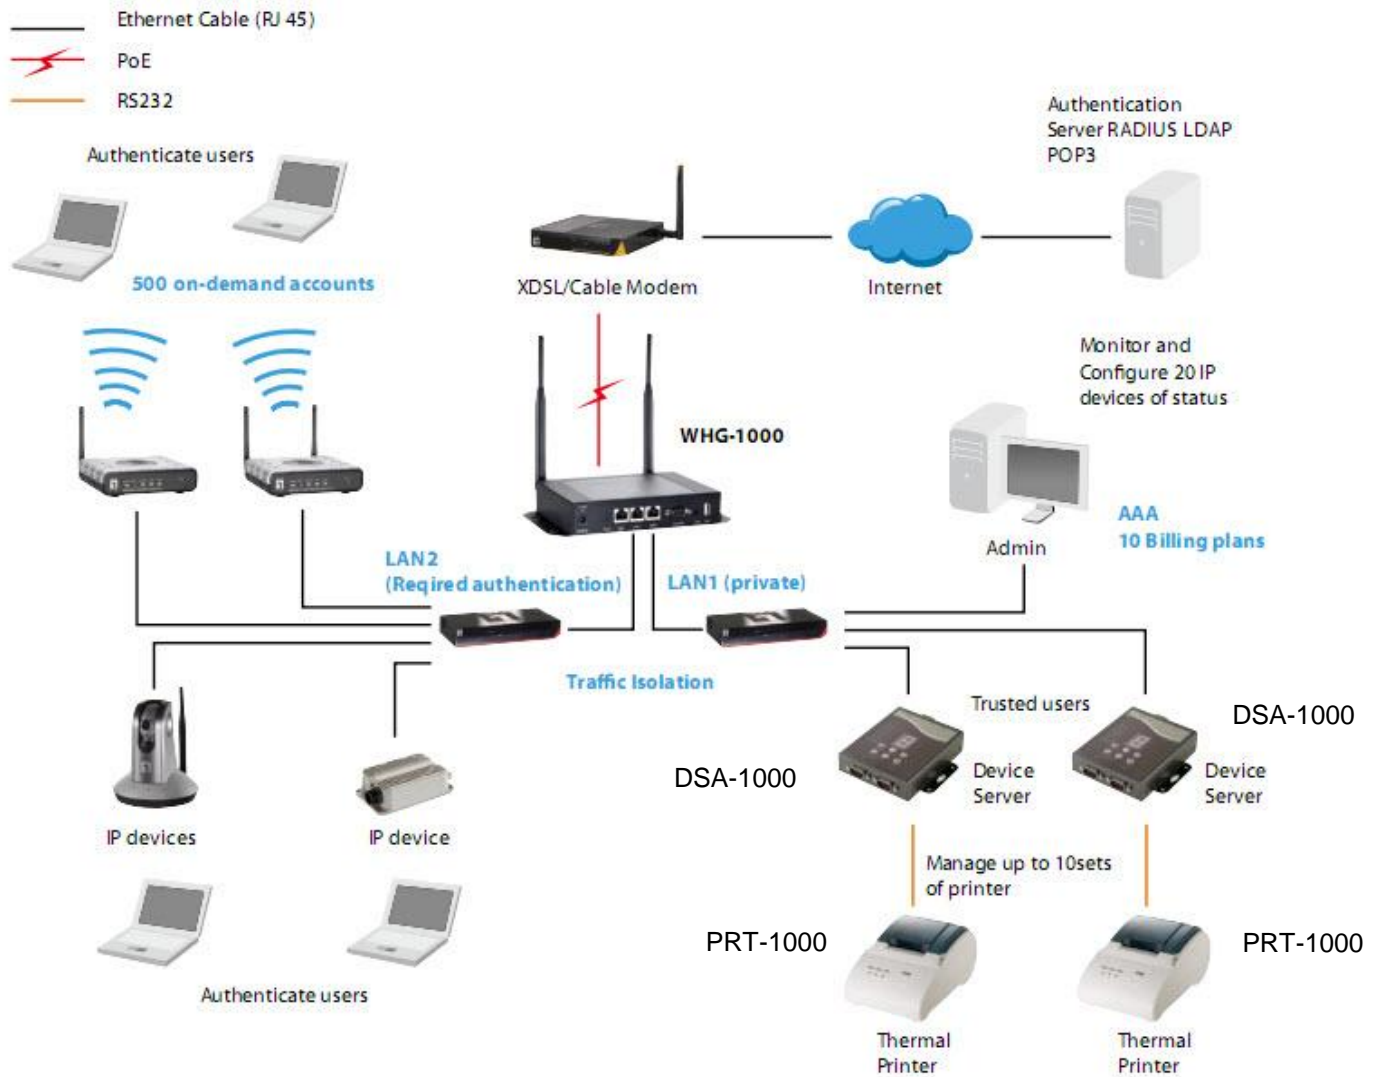 Ethernet Cable (RJ 45)
PoE
RS232
Authenticate users
500 on-demand accounts
XDSL/Cable Modem
Internet
Authentication
Server RADIUS LDAP
POP3
Monitor and
Configure 20 IP
devices of status
WHG-1000
Admin
AAA
10 Billing plans
LAN2
(Reqired authentication)
LAN1 (private)
Traffic Isolation
IP devices
IP device
Authenticate users
Trusted users
DSA-1000
Device
Server
DSA-1000
Device
Server
Manage up to 10sets
of printer
PRT-1000
PRT-1000
Thermal
Printer
Thermal
Printer